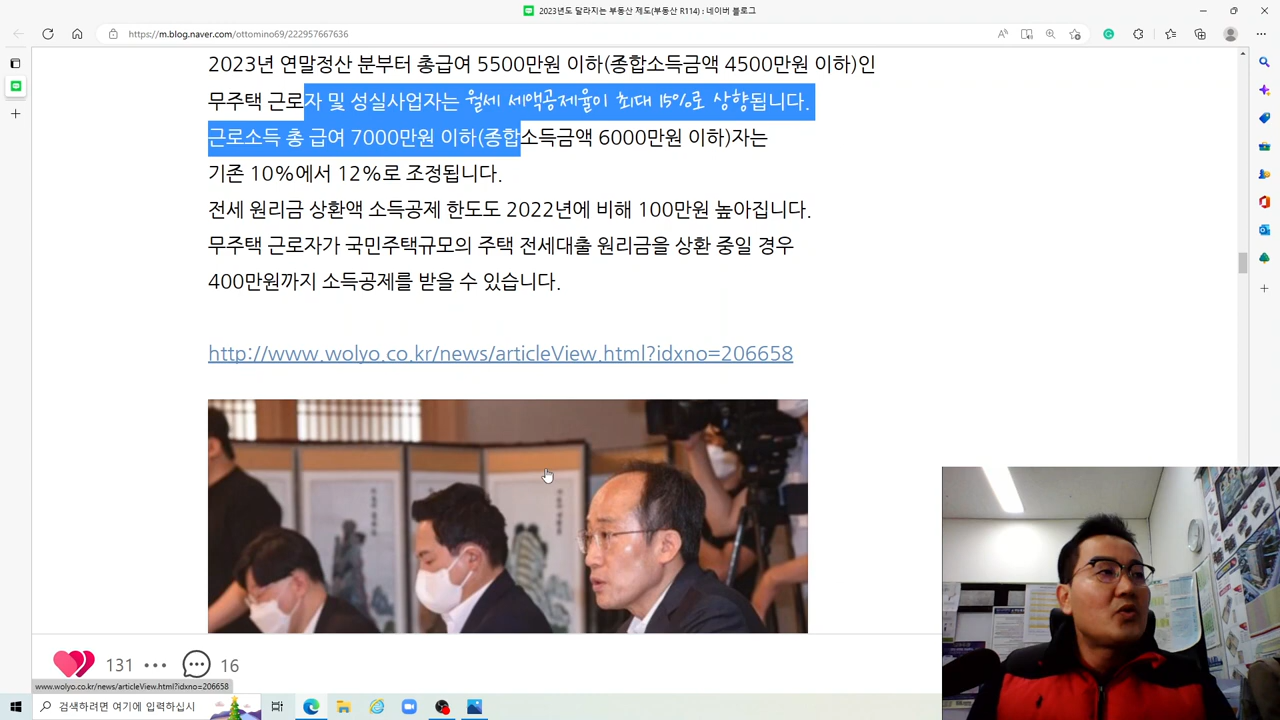 2023년도 달라지는 부동산 제도(부동산 R114) : 네이버 블로그
https://m.blog.naver.com/ottomino69/222957667636
2023년 연말정산 분부터 총급여 5500만원 이하(종합소득금액 4500만원 이하)인
무주택 근로자 및 성실사업자는 월세 세액공제율이 최대 15%로 상향됩니다.
근로소득 총 급여 7000만원 이하(종합소득금액 6000만원 이하)자는
기존 10%에서 12%로 조정됩니다.
전세 원리금 상환액 소득공제 한도도 2022년에 비해 100만원 높아집니다.
무주택 근로자가 국민주택규모의 주택 전세대출 원리금을 상환 중일 경우
400만원까지 소득공제를 받을 수 있습니다.
http://www.wolyo.co.kr/news/articleView.html?idxno=206658
131
16
www.wolyo.co.kr/news/articleView.html?idxno=206658
검색하려면 여기에 입력하십시